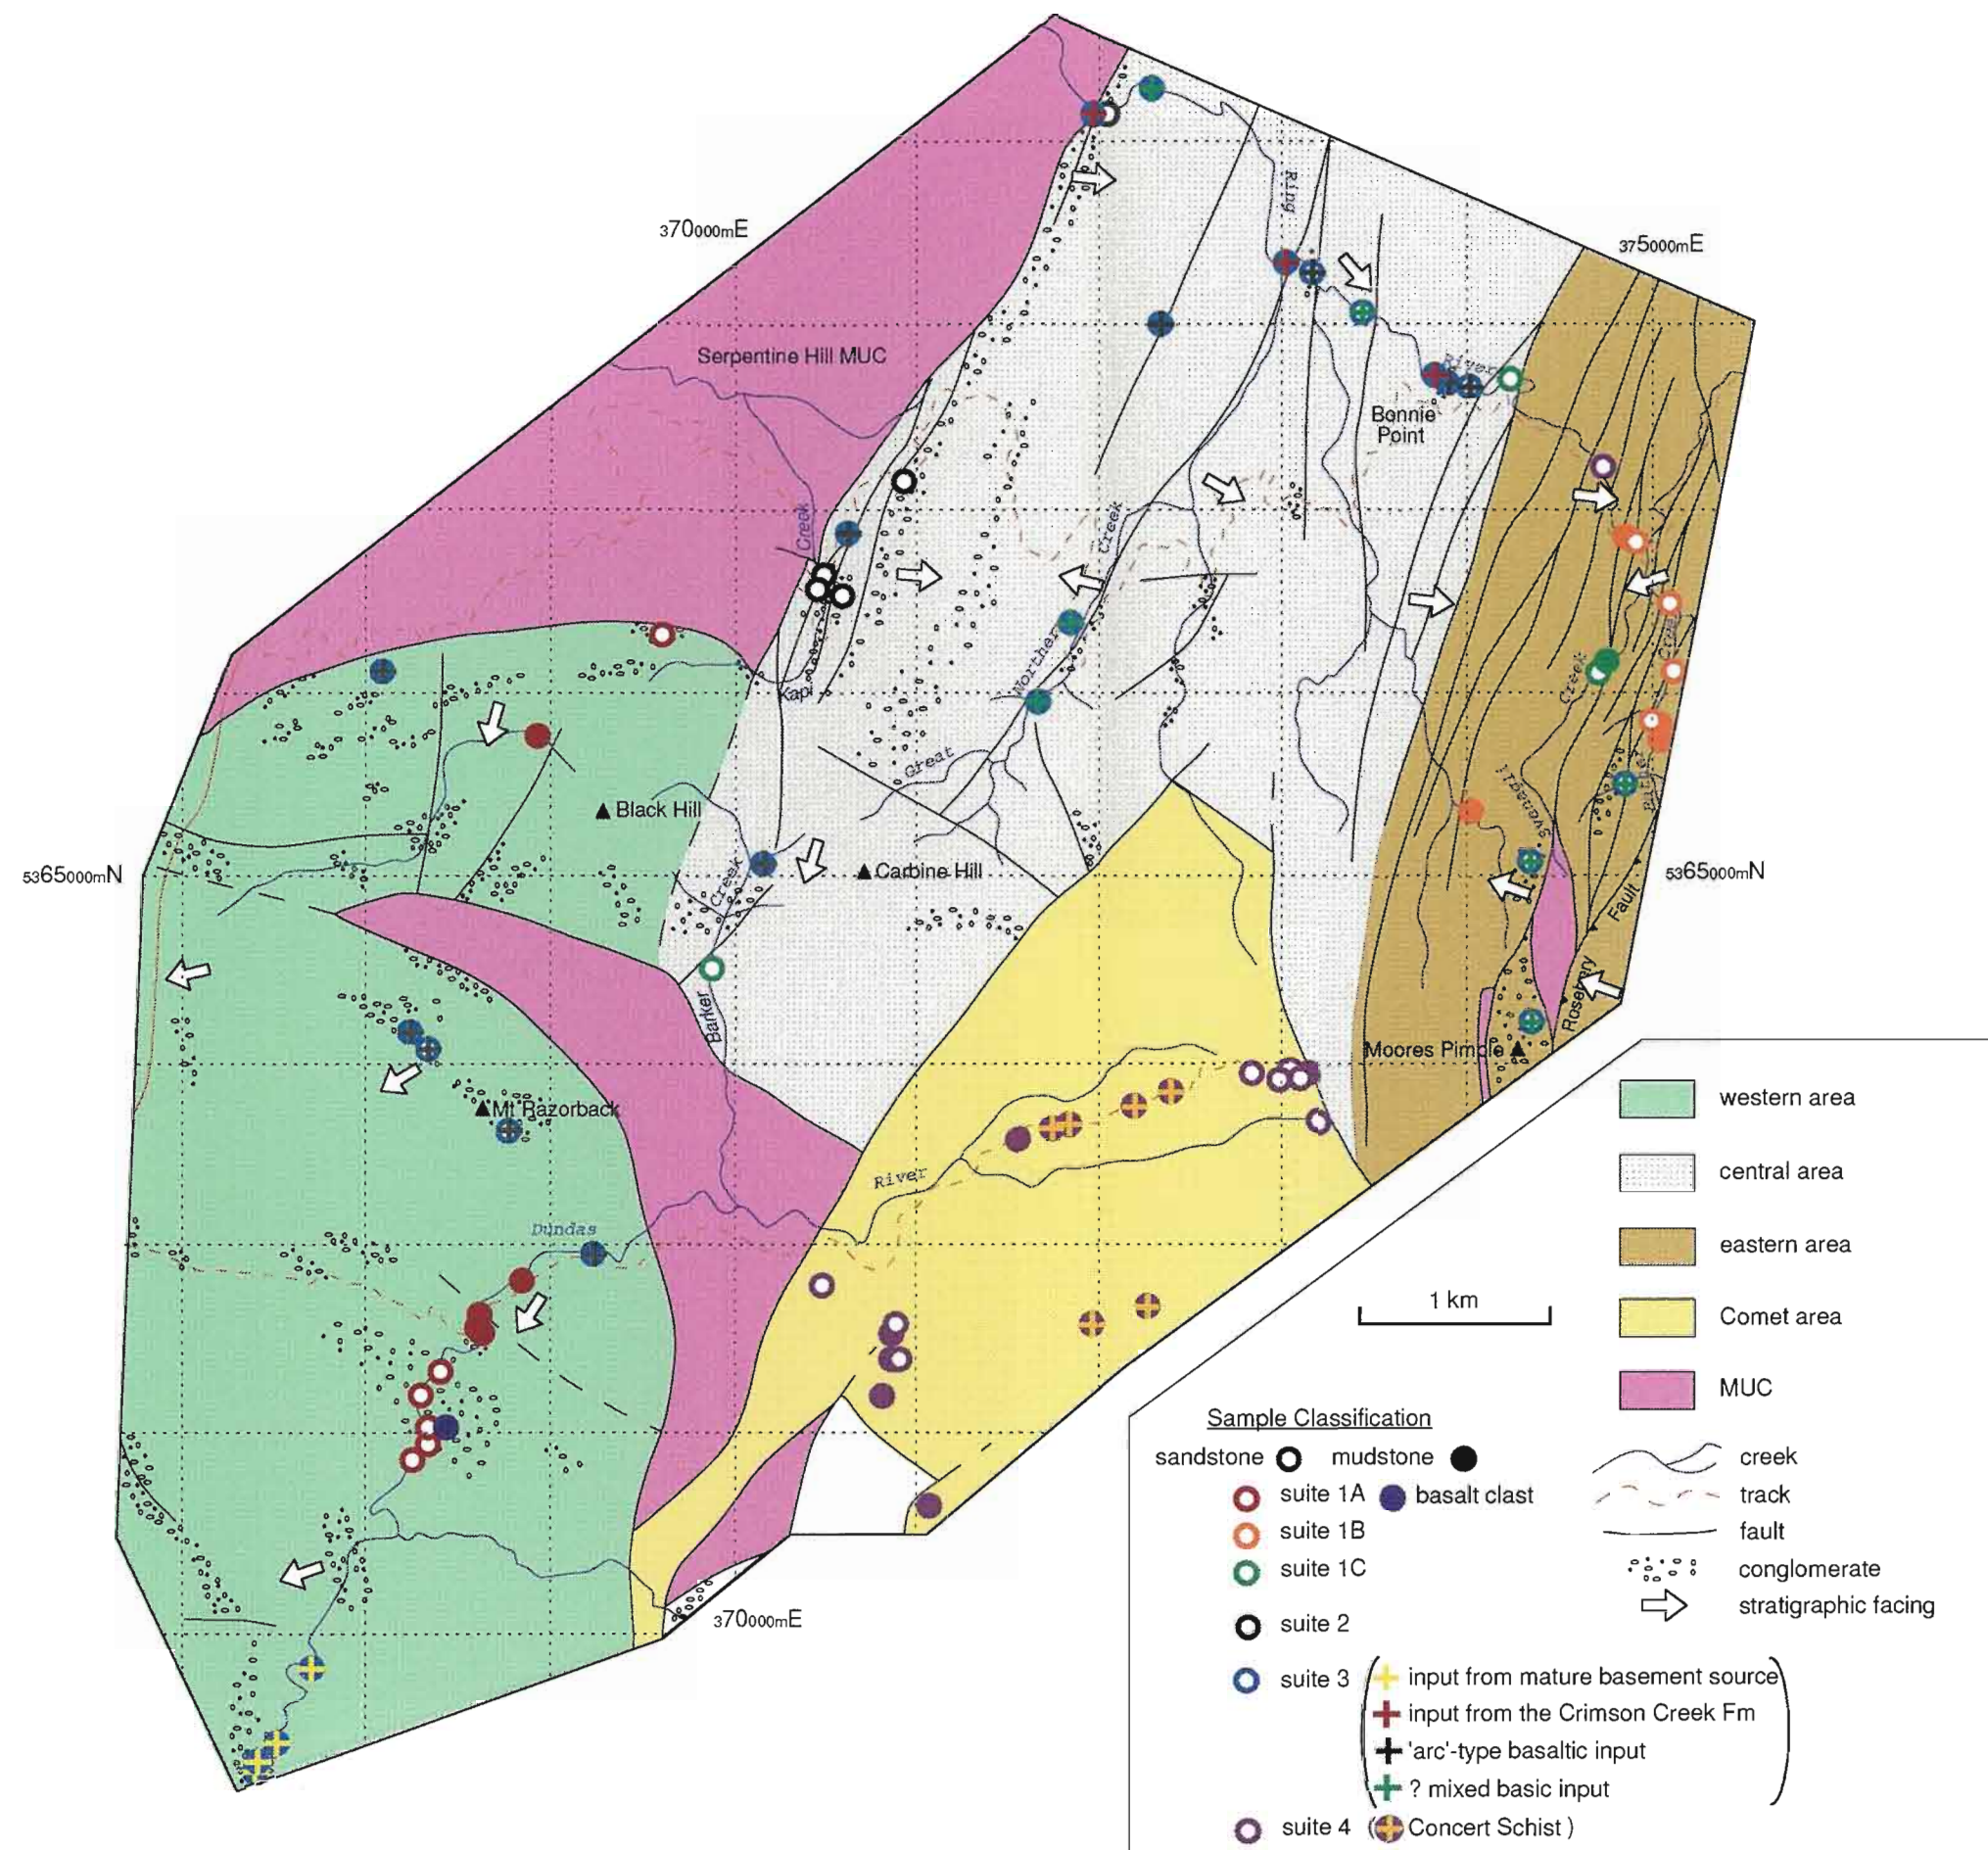 370000mE
375000mE
Ring
Serpentine Hill MUC
River
Bonnie
Point
Creek
Creek
Creek
Creek
Norther
Kapi
Great
Black Hill
Swanagill
5365000mN
Creek
Carbine Hill
5365000mN
Fault
Rosebery
Barker
Moores Pimple
Mt Razorback
River
Dundas
370000mE
western area
central area
eastern area
Comet area
MUC
1 km
Sample Classification
sandstone mudstone
suite 1A basalt clast
suite 1B
suite 1C
suite 2
suite 3
input from mature basement source
input from the Crimson Creek Fm
'arc'-type basaltic input
? mixed basic input
suite 4 ( Concert Schist )
creek
track
fault
conglomerate
stratigraphic facing